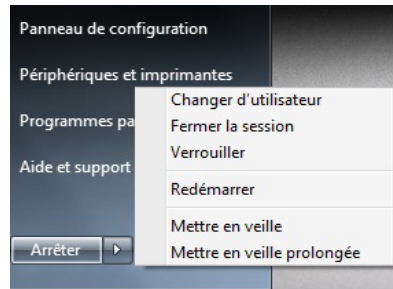 Panneau de configuration
Périphériques et imprimantes
Programmes pa
Aide et support
Changer d'utilisateur
Fermer la session
Verrouiller
Redémarrer
Mettre en veille
Mettre en veille prolongée
Arrêter